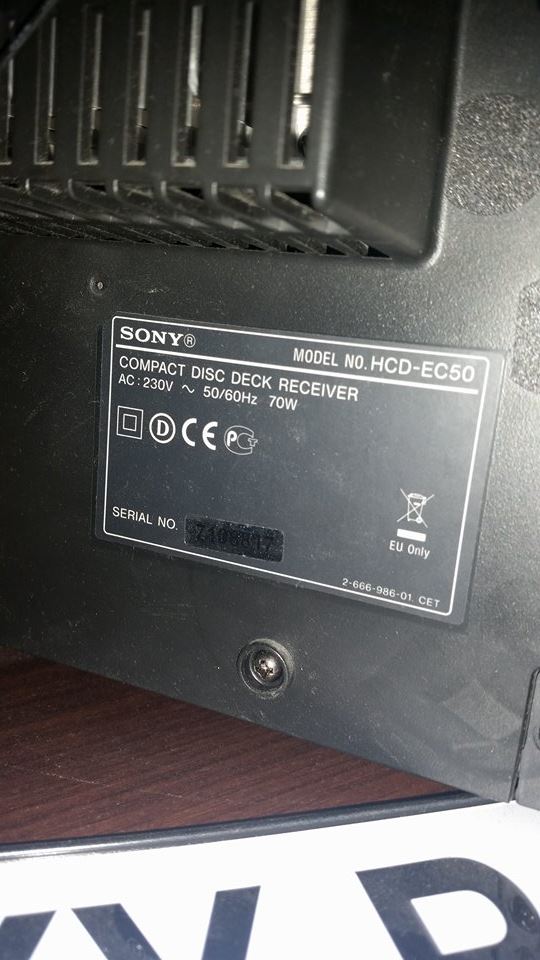 SONY®
MODEL NO. HCD-EC50
COMPACT DISC DECK RECEIVER
AC: 230V ~ 50/60Hz 70W
D CE
SERIAL NO.
EU Only
2-666-986-01. CET